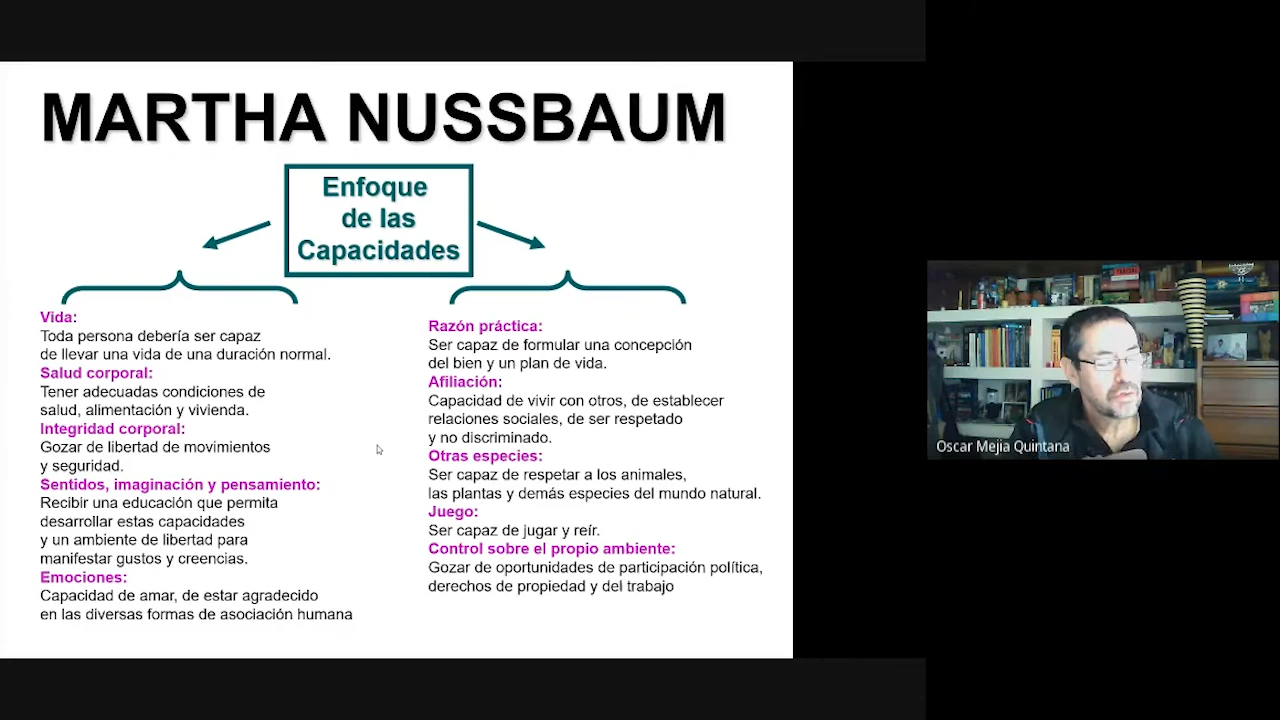 MARTHA NUSSBAUM
Enfoque
de las
Capacidades
Vida:
Toda persona debería ser capaz
de llevar una vida de una duración normal.
Salud corporal:
Tener adecuadas condiciones de
salud, alimentación y vivienda.
Integridad corporal:
Gozar de libertad de movimientos
y seguridad.
Sentidos, imaginación y pensamiento:
Recibir una educación que permita
desarrollar estas capacidades
y un ambiente de libertad para
manifestar gustos y creencias.
Emociones:
Capacidad de amar, de estar agradecido
en las diversas formas de asociación humana
Razón práctica:
Ser capaz de formular una concepción
del bien y un plan de vida.
Afiliación:
Capacidad de vivir con otros, de establecer
relaciones sociales, de ser respetado
y no discriminado.
Otras especies:
Ser capaz de respetar a los animales,
las plantas y demás especies del mundo natural.
Juego:
Ser capaz de jugar y reír.
Control sobre el propio ambiente:
Gozar de oportunidades de participación política,
derechos de propiedad y del trabajo
Oscar Mejia Quintana